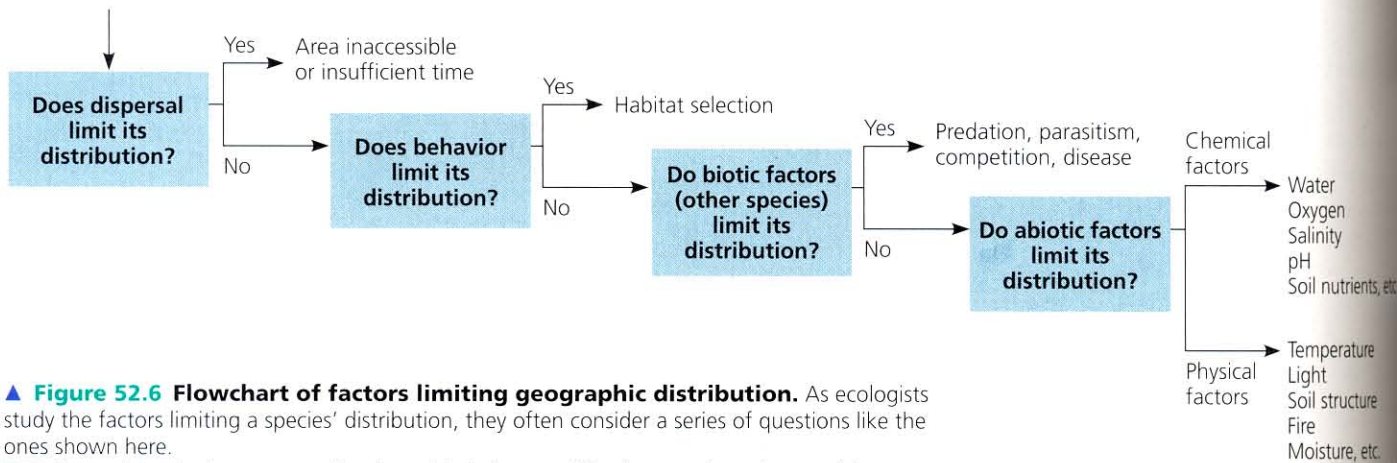 Yes
Area inaccessible
or insufficient time
Does dispersal
limit its
distribution?
No
Yes
Habitat selection
Does behavior
limit its
distribution?
No
Yes
Predation, parasitism,
competition, disease
Do biotic factors
(other species)
limit its
distribution?
No
Chemical
factors
Water
Oxygen
Salinity
pH
Soil nutrients, etc
Do abiotic factors
limit its
distribution?
Physical
factors
Temperature
Light
Soil structure
Fire
Moisture, etc.
▲ Figure 52.6 Flowchart of factors limiting geographic distribution. As ecologists
study the factors limiting a species' distribution, they often consider a series of questions like the
ones shown here.